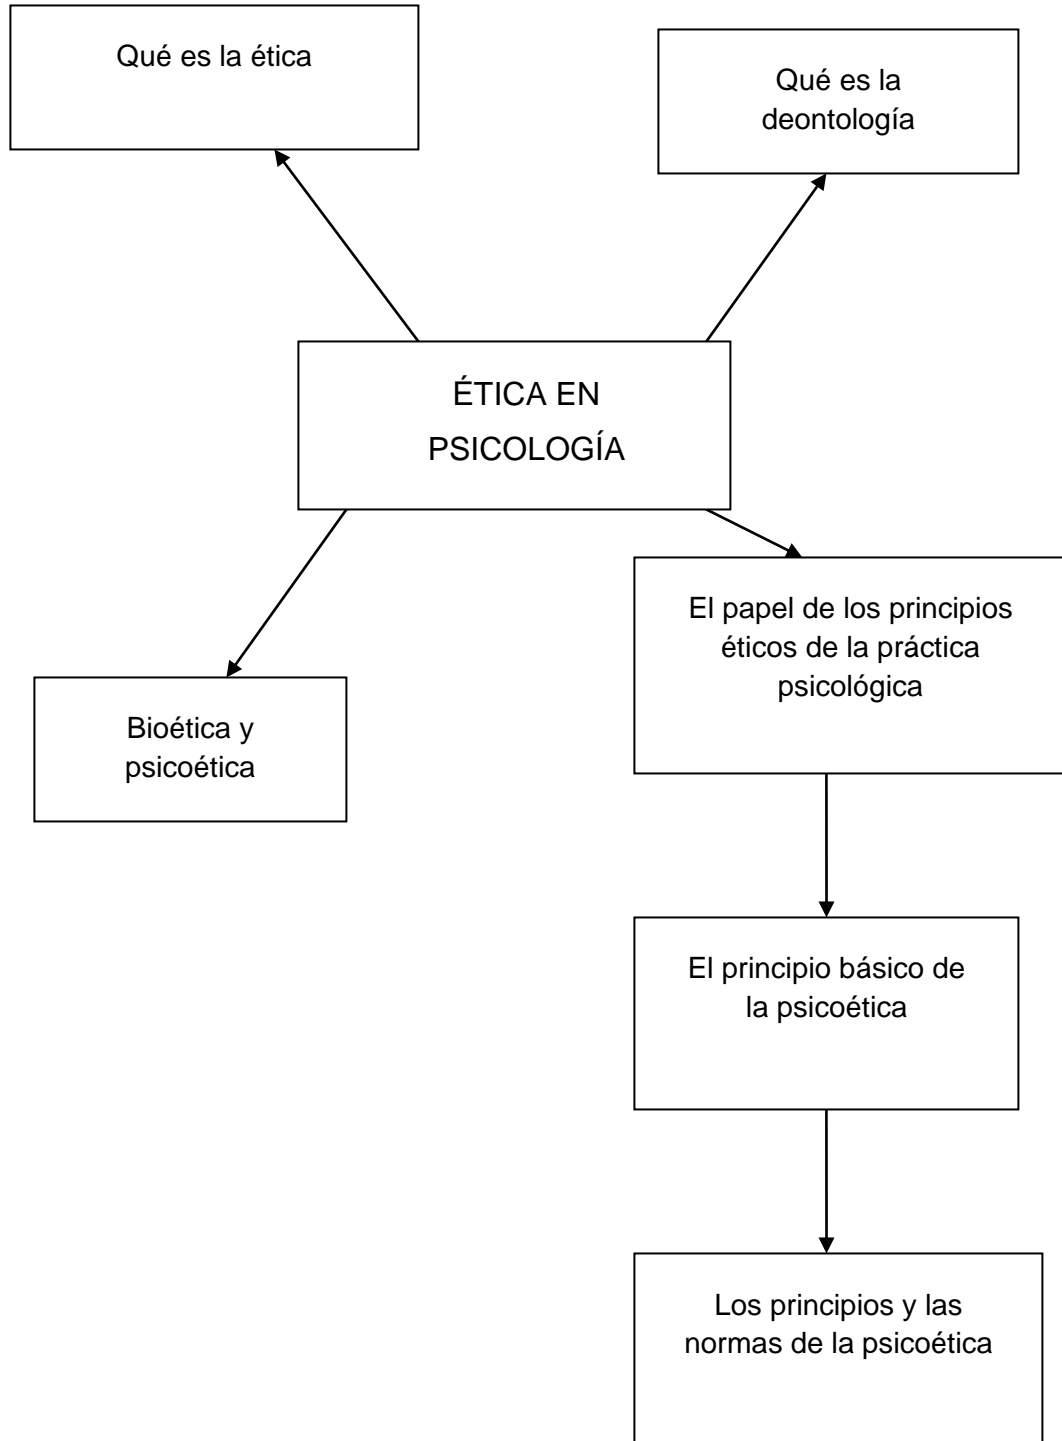 Qué es la ética
Qué es la
deontología
ÉTICA EN
PSICOLOGÍA
El papel de los principios
éticos de la práctica
psicológica
Bioética y
psicoética
El principio básico de
la psicoética
Los principios y las
normas de la psicoética